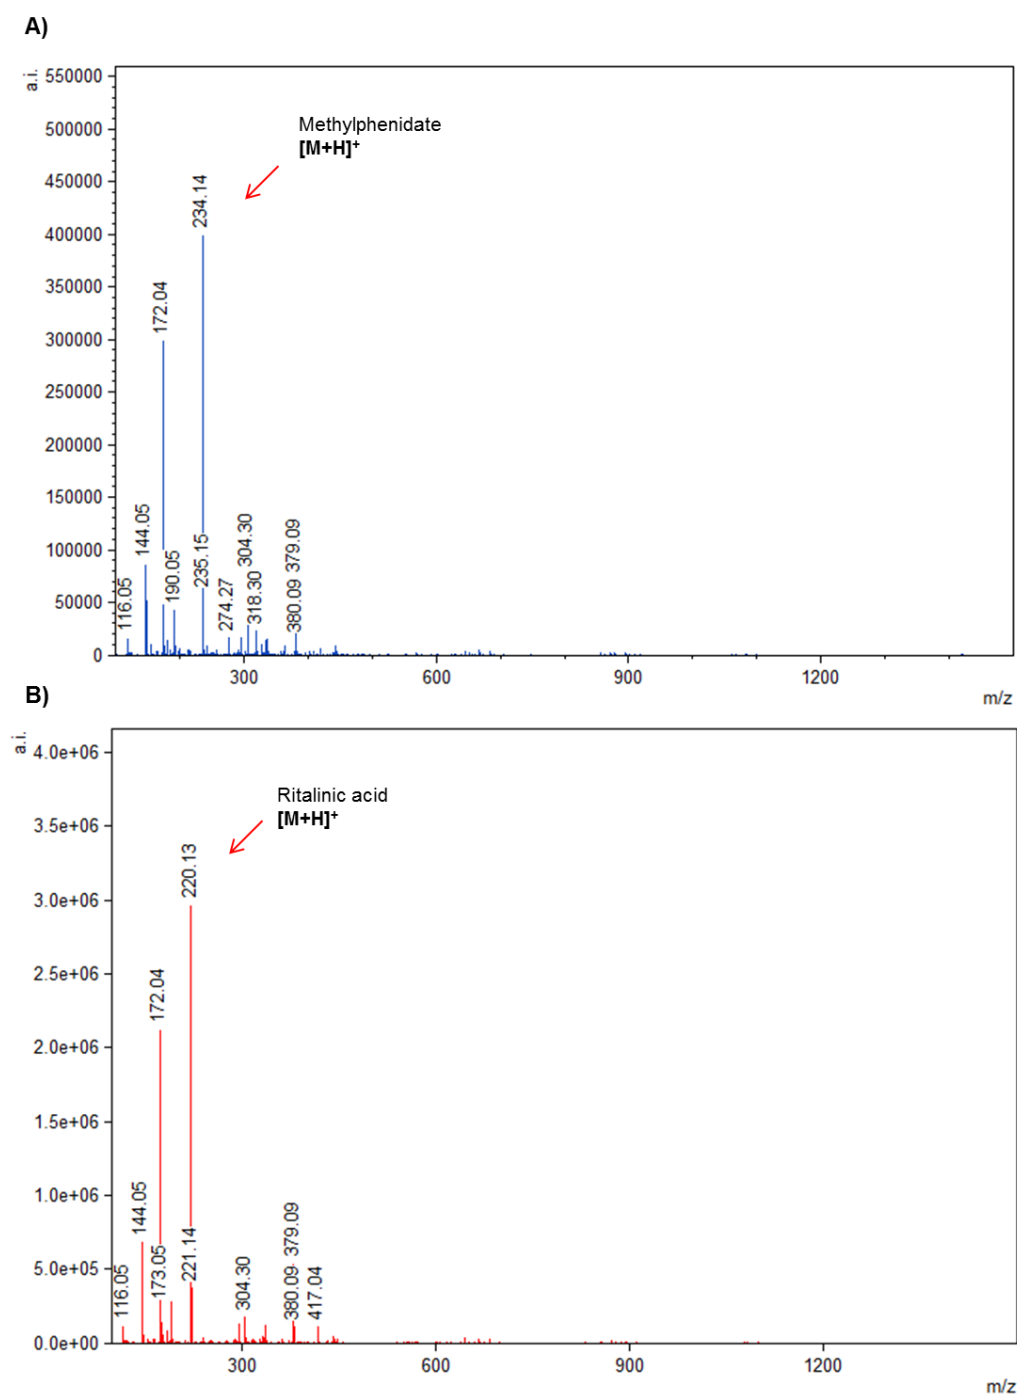 A)
a.i.
550000
500000
450000
400000
350000
300000
250000
200000
150000
100000
50000
0
Methylphenidate
[M+H]+
116.05
144.05
172.04
190.05
234.14
235.15
274.27
304.30
318.30
380.09 379.09
300
600
900
1200
m/z
B)
a.i.
4.0e+06
3.5e+06
3.0e+06
2.5e+06
2.0e+06
1.5e+06
1.0e+06
5.0e+05
0.0e+00
Ritalinic acid
[M+H]+
116.05
144.05
172.04
173.05
220.13
221.14
304.30
380.09 379.09
417.04
300
600
900
1200
m/z